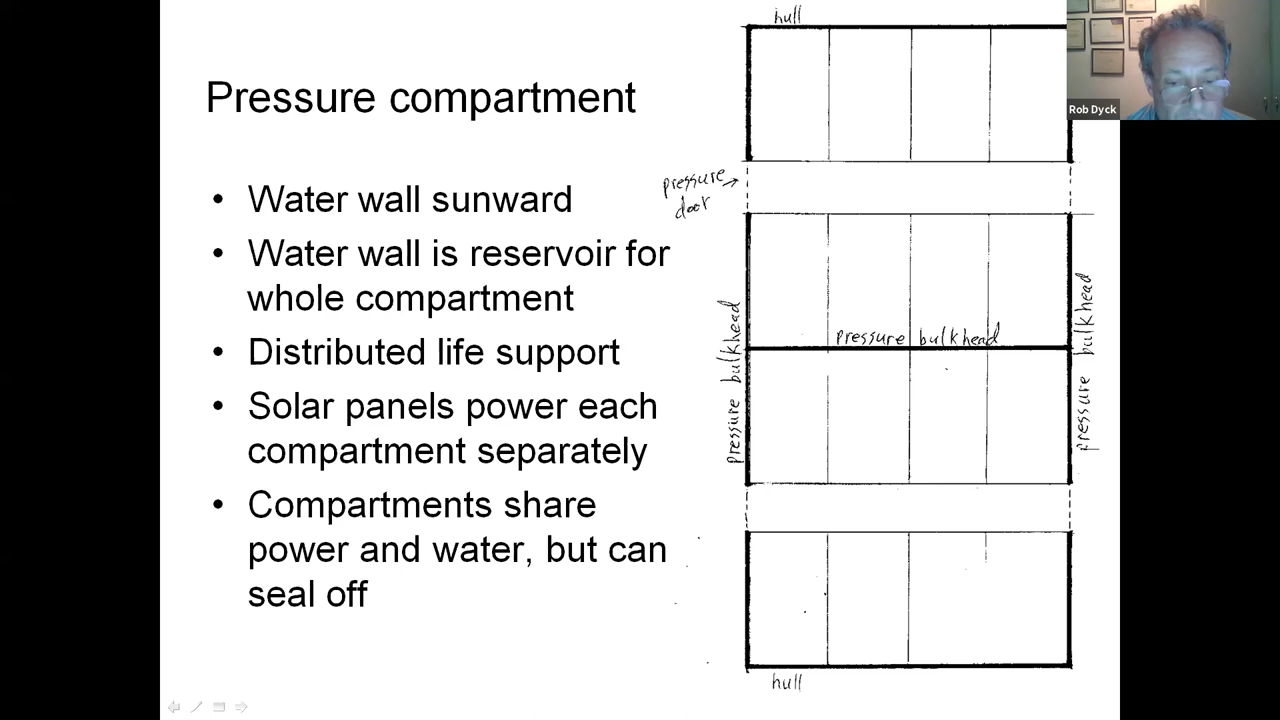 Pressure compartment
• Water wall sunward
• Water wall is reservoir for
whole compartment
• Distributed life support
• Solar panels power each
compartment separately
• Compartments share
power and water, but can
seal off
hull
pressure
door
pressure bulkhead
pressure bulkhead
pressure bulkhead
hull
Rob Dyck